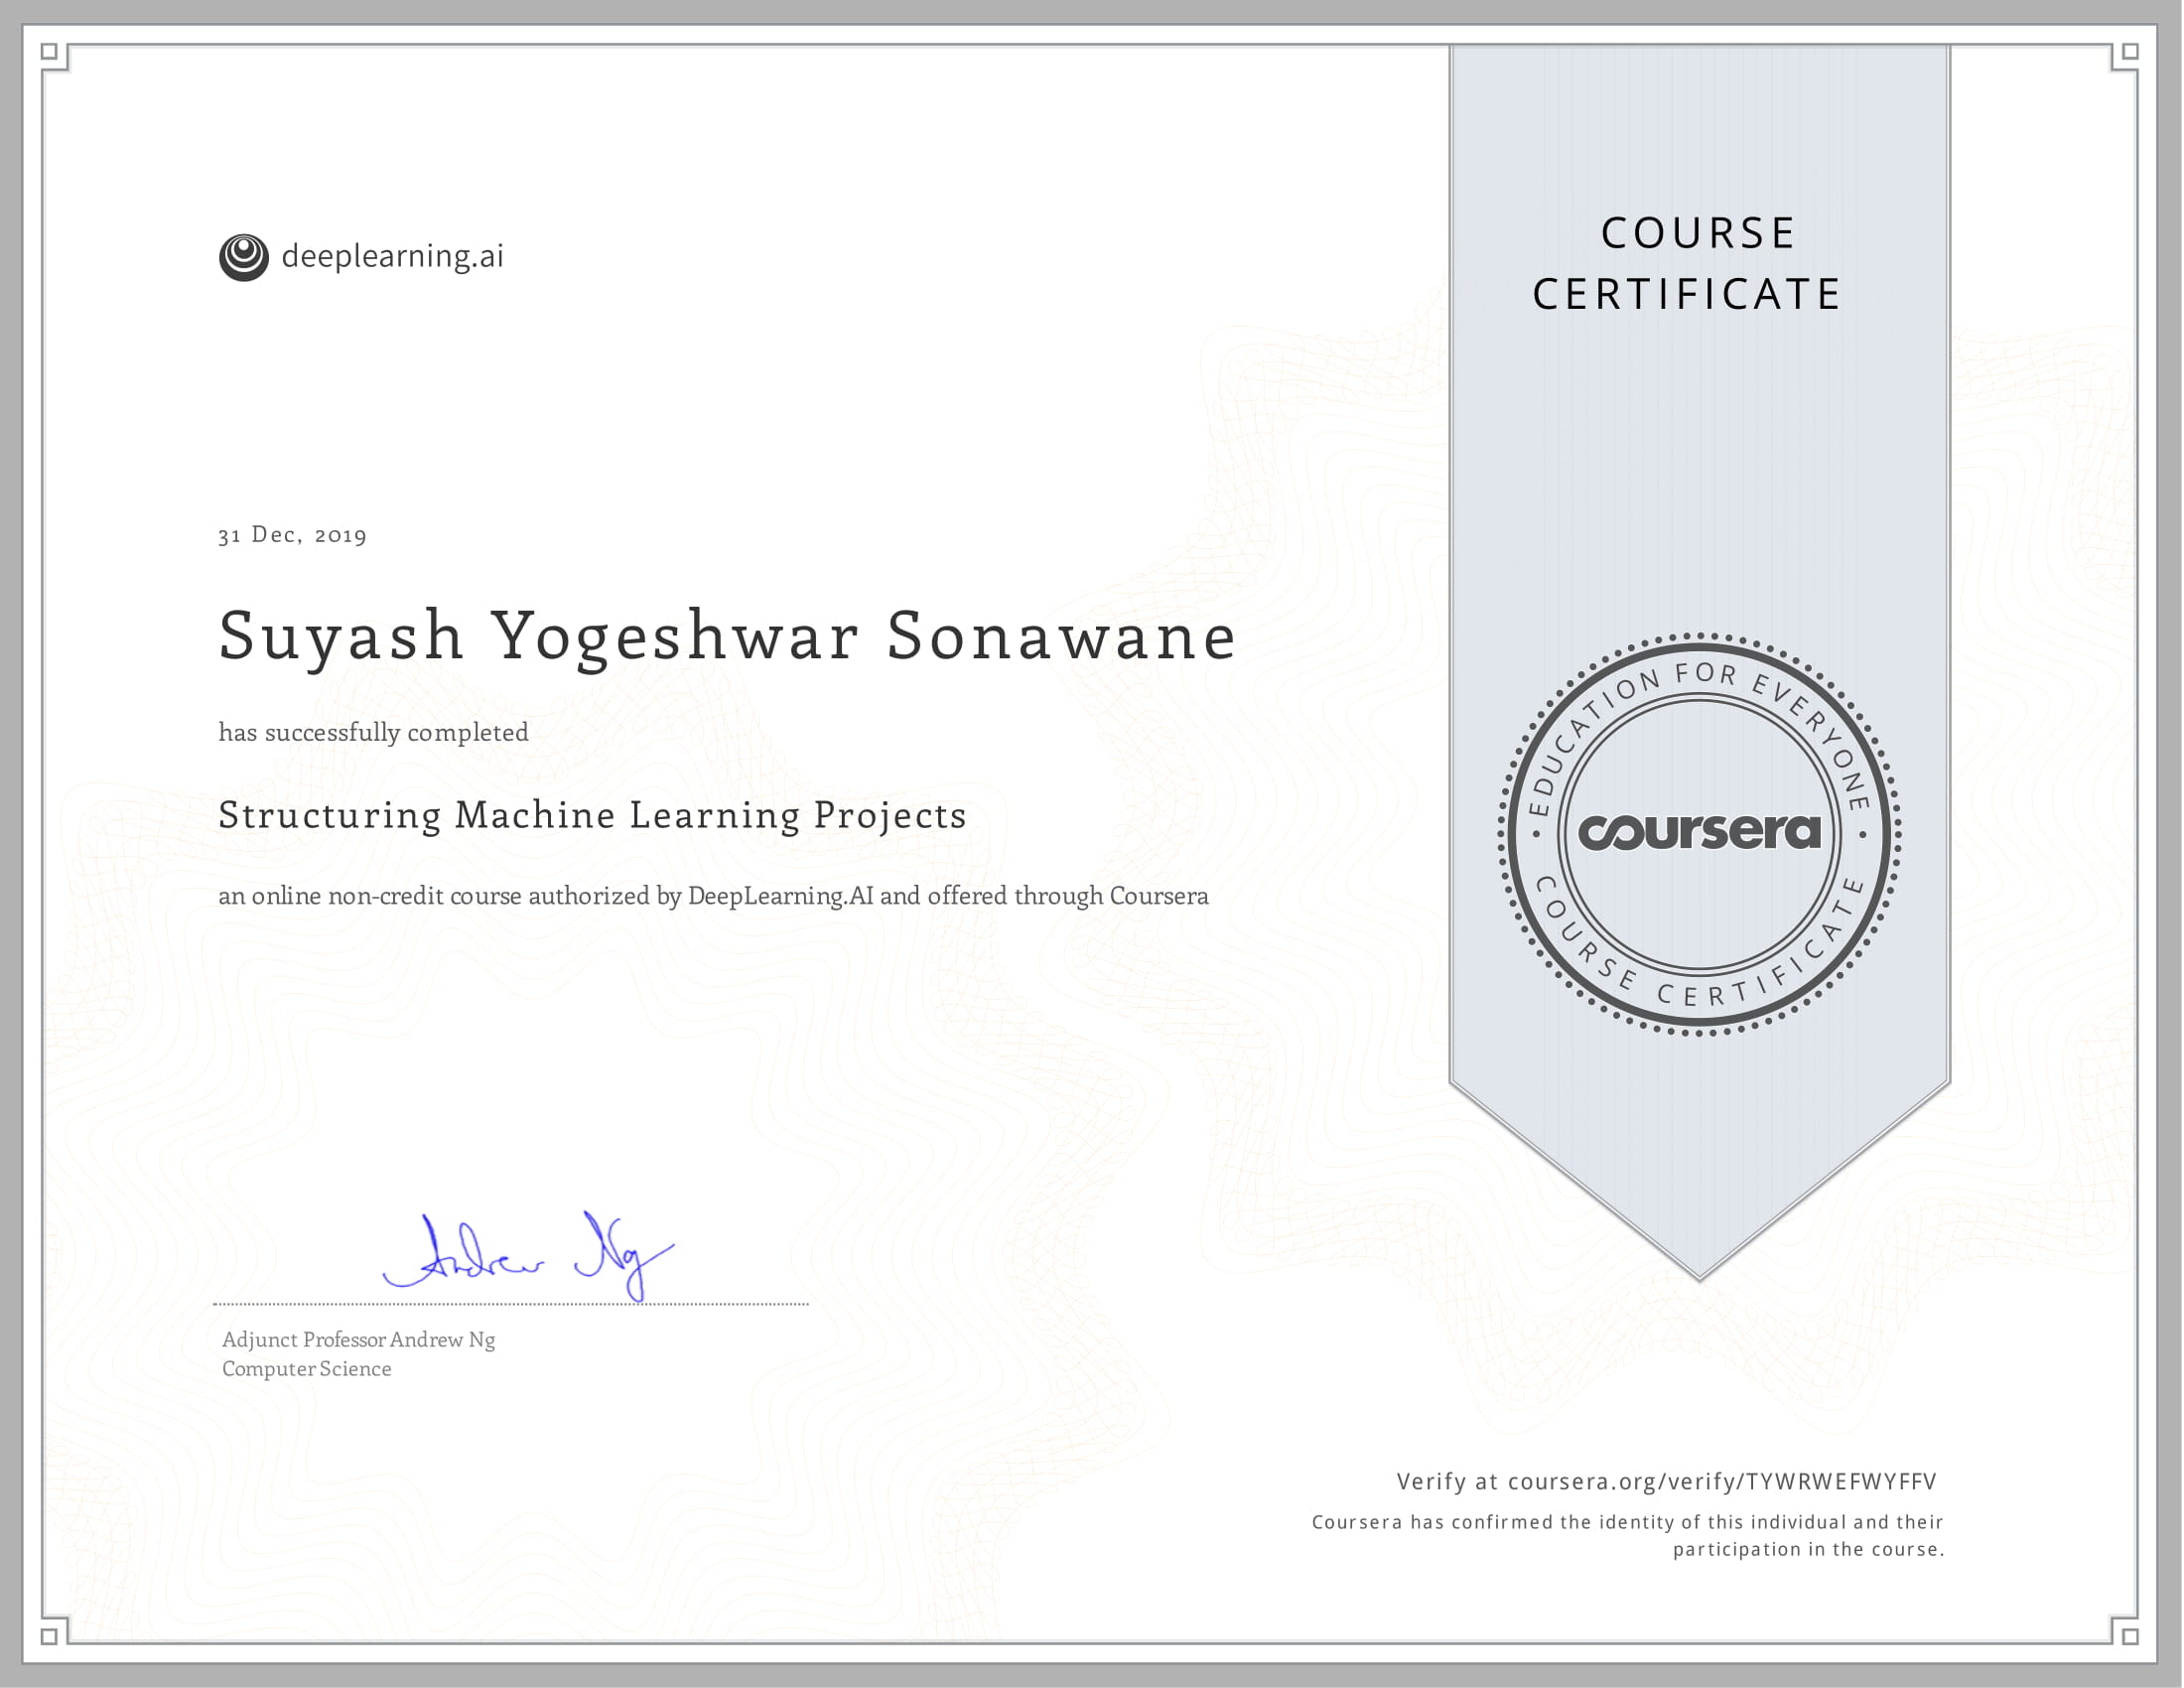 deeplearning.ai
COURSE
CERTIFICATE
31 Dec, 2019
Suyash Yogeshwar Sonawane
has successfully completed
Structuring Machine Learning Projects
an online non-credit course authorized by DeepLearning.AI and offered through Coursera
EDUCATION FOR EVERYONE
coursera
COURSE CERTIFICATE
Andrew Ng
Adjunct Professor Andrew Ng
Computer Science
Verify at coursera.org/verify/TYWRWEFWYFFV
Coursera has confirmed the identity of this individual and their
participation in the course.